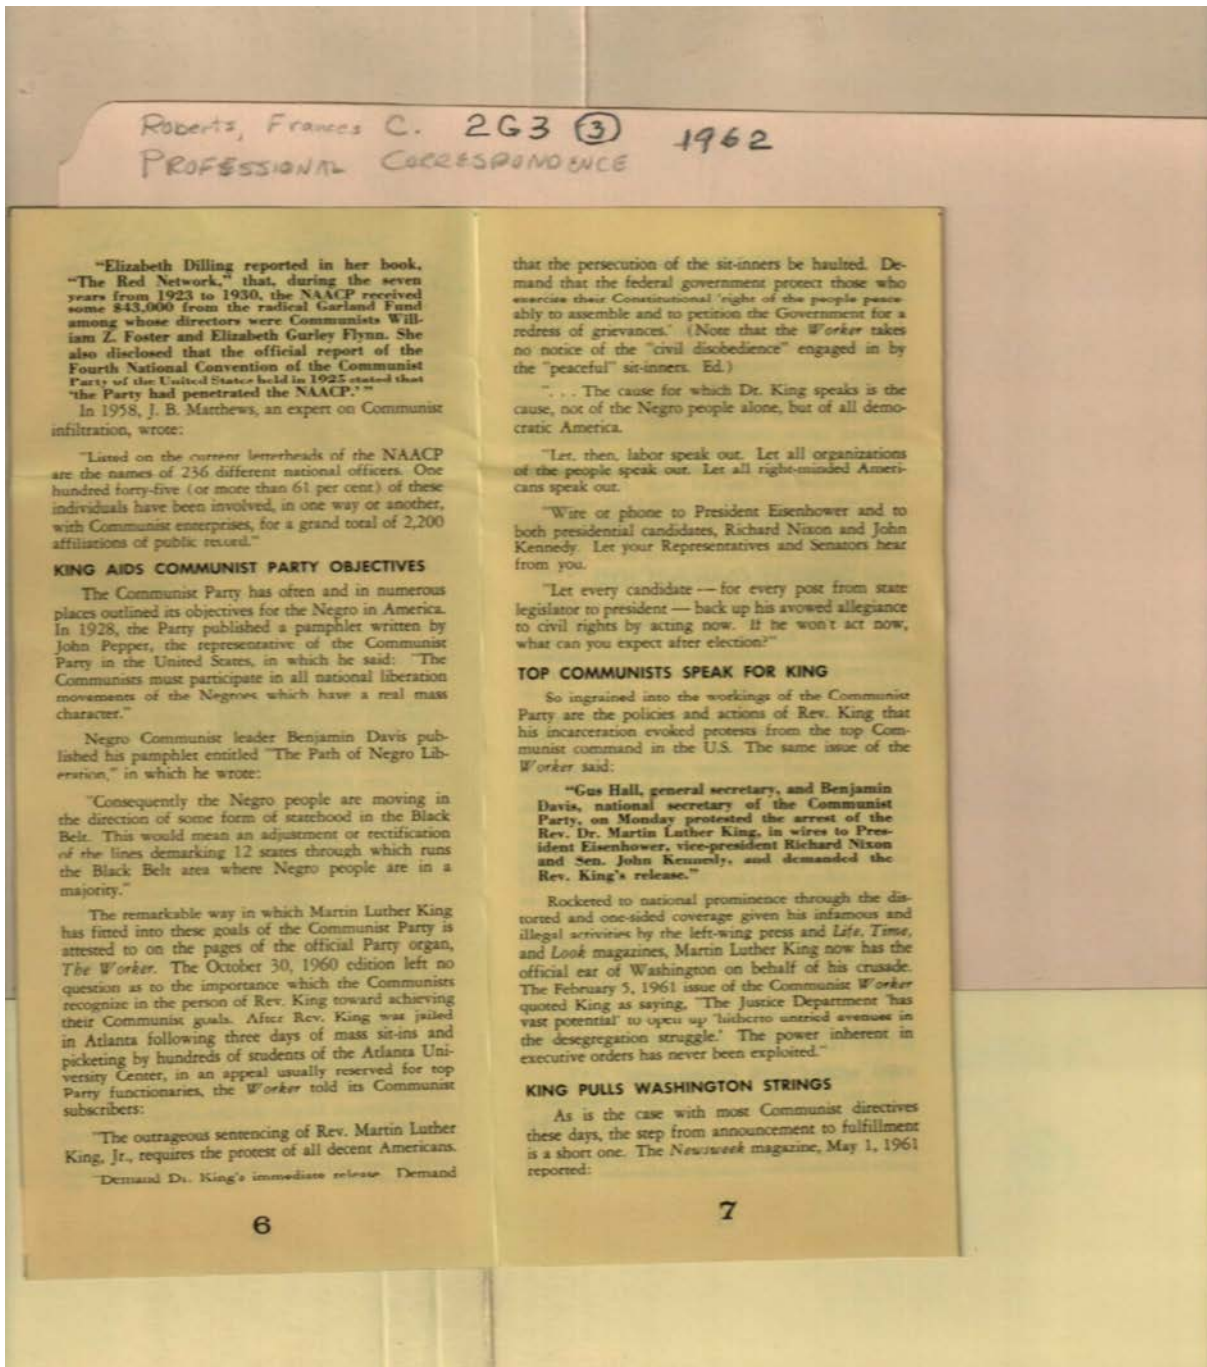 Roberts, Frances C. 2G3 3 1962
PROFESSIONAL CORRESPONDENCE
"Elizabeth Dilling reported in her book,
"The Red Network," that, during the seven
years from 1923 to 1930, the NAACP received
some $43,000 from the radical Garland Fund
among whose directors were Communists Will-
iam Z. Foster and Elizabeth Gurley Flynn. She
also disclosed that the official report of the
Fourth National Convention of the Communist
Party of the United States held in 1925 stated that
'the Party had penetrated the NAACP.' "
In 1958, J. B. Matthews, an expert on Communist
infiltration, wrote:
"Listed on the current letterheads of the NAACP
are the names of 236 different national officers. One
hundred forty-five (or more than 61 per cent) of these
individuals have been involved, in one way or another,
with Communist enterprises, for a grand total of 2,200
affiliations of public record."
KING AIDS COMMUNIST PARTY OBJECTIVES
The Communist Party has often and in numerous
places outlined its objectives for the Negro in America.
In 1928, the Party published a pamphlet written by
John Pepper, the representative of the Communist
Party in the United States, in which he said: "The
Communists must participate in all national liberation
movements of the Negroes which have a real mass
character."
Negro Communist leader Benjamin Davis pub-
lished his pamphlet entitled "The Path of Negro Lib-
eration," in which he wrote:
"Consequently the Negro people are moving in
the direction of some form of statehood in the Black
Belt. This would mean an adjustment or rectification
of the lines demarking 12 states through which runs
the Black Belt area where Negro people are in a
majority."
The remarkable way in which Martin Luther King
has fitted into these goals of the Communist Party is
attested to on the pages of the official Party organ,
The Worker. The October 30, 1960 edition left no
question as to the importance which the Communists
recognize in the person of Rev. King toward achieving
their Communist goals. After Rev. King was jailed
in Atlanta following three days of mass sit-ins and
picketing by hundreds of students of the Atlanta Uni-
versity Center, in an appeal usually reserved for top
Party functionaries, the Worker told its Communist
subscribers:
"The outrageous sentencing of Rev. Martin Luther
King, Jr., requires the protest of all decent Americans.
"Demand Dr. King's immediate release. Demand
6
that the persecution of the sit-inners be haulted. De-
mand that the federal government protect those who
exercise their Constitutional 'right of the people peace-
ably to assemble and to petition the Government for a
redress of grievances.' (Note that the Worker takes
no notice of the "civil disobedience" engaged in by
the "peaceful" sit-inners. Ed.)
". . . The cause for which Dr. King speaks is the
cause, not of the Negro people alone, but of all demo-
cratic America.
"Let, then, labor speak out. Let all organizations
of the people speak out. Let all right-minded Ameri-
cans speak out.
"Wire or phone to President Eisenhower and to
both presidential candidates, Richard Nixon and John
Kennedy. Let your Representatives and Senators hear
from you.
"Let every candidate — for every post from state
legislator to president — back up his avowed allegiance
to civil rights by acting now. If he won't act now,
what can you expect after election?"
TOP COMMUNISTS SPEAK FOR KING
So ingrained into the workings of the Communist
Party are the policies and actions of Rev. King that
his incarceration evoked protests from the top Com-
munist command in the U.S. The same issue of the
Worker said:
"Gus Hall, general secretary, and Benjamin
Davis, national secretary of the Communist
Party, on Monday protested the arrest of the
Rev. Dr. Martin Luther King, in wires to Pres-
ident Eisenhower, vice-president Richard Nixon
and Sen. John Kennedy, and demanded the
Rev. King's release."
Rocketed to national prominence through the dis-
torted and one-sided coverage given his infamous and
illegal activities by the left-wing press and Life, Time,
and Look magazines, Martin Luther King now has the
official ear of Washington on behalf of his crusade.
The February 5, 1961 issue of the Communist Worker
quoted King as saying, "The Justice Department 'has
vast potential' to open up 'hitherto untried avenues in
the desegregation struggle.' The power inherent in
executive orders has never been exploited."
KING PULLS WASHINGTON STRINGS
As is the case with most Communist directives
these days, the step from announcement to fulfillment
is a short one. The Newsweek magazine, May 1, 1961
reported:
7